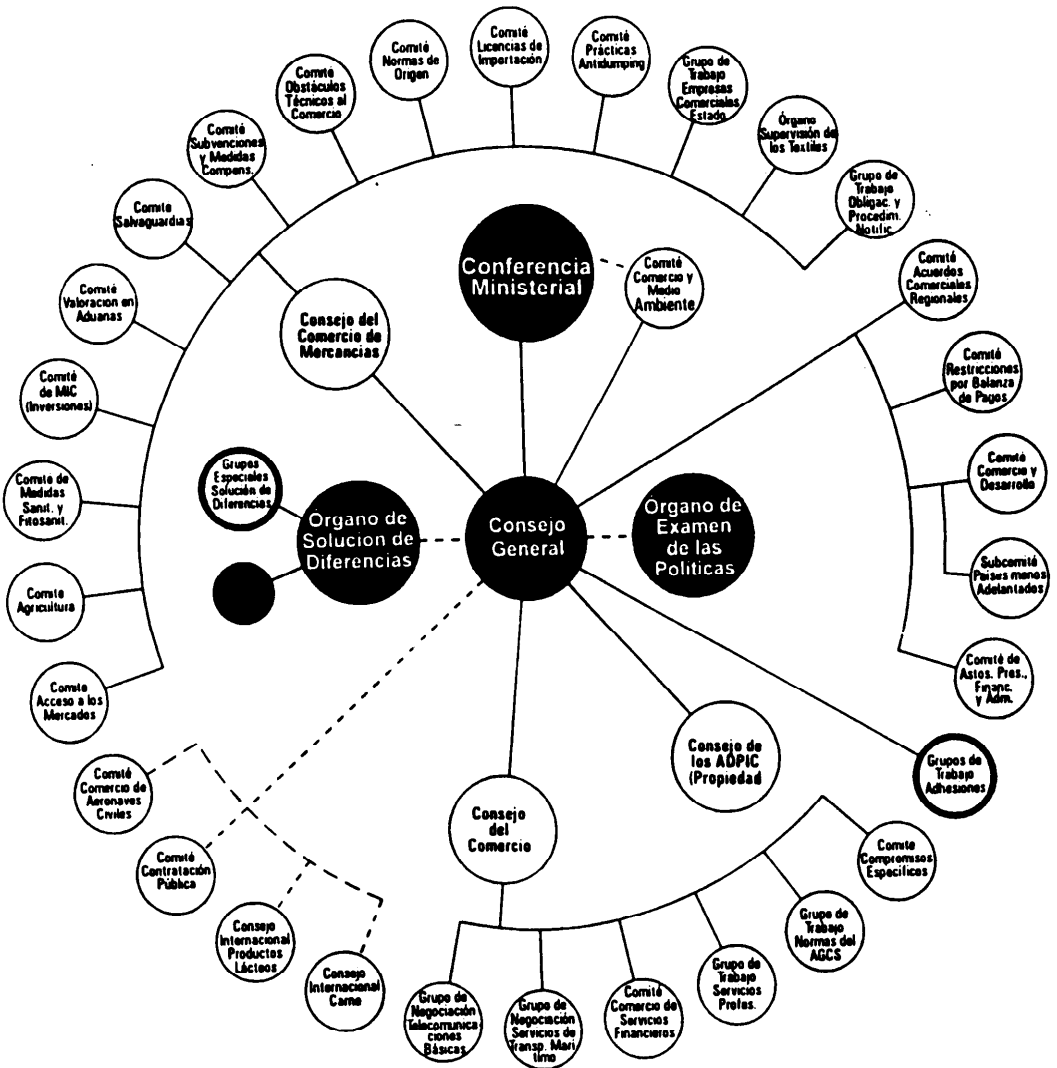 Comité
Licencias de
Importación
Comité
Prácticas
Antidumping
Grupo de
Trabajo
Empresas
Comerciales
Estado
Órgano
Supervisión de
los Textiles
Grupo de
Trabajo
Obligac. y
Procedim.
Notific.
Comité
Normas de
Origen
Comité
Obstáculos
Técnicos al
Comercio
Comité
Subvenciones
y Medidas
Compens.
Comite
Salvaguardias
Comité
Valoracion en
Aduanas
Comité
de MIC
(Inversiones)
Comité de
Medidas
Sanit. y
Fitosanit.
Comite
Agricultura
Comite
Acceso a los
Mercados
Conferencia
Ministerial
Comité
Comercio y
Medio
Ambiente
Consejo del
Comercio de
Mercancias
Comité
Acuerdos
Comerciales
Regionales
Comité
Restricciones
por Balanza
de Pagos
Comité
Comercio y
Desarrollo
Subcomité
Países menos
Adelantados
Comité de
Astos. Pres.,
Financ.
y Adm.
Grupos
Especiales
Solución de
Diferencias
Órgano de
Solucion de
Diferencias
Consejo
General
Órgano de
Examen
de las
Politicas
Consejo de
los ADPIC
(Propiedad
Grupos de
Trabajo
Adhesiones
Consejo
del
Comercio
Comité
Comercio de
Aeronaves
Civiles
Comité
Contratación
Pública
Consejo
Internacional
Productos
Lácteos
Consejo
Internacional
Carne
Grupo de
Negociación
Telecomunica
ciones
Básicas
Grupo de
Negociación
Servicios de
Transp. Marí
timo
Comité
Comercio de
Servicios
Financieros
Grupo de
Trabajo
Servicios
Profes.
Grupo de
Trabajo
Normas del
AGCS
Comite
Compromisos
Específicos